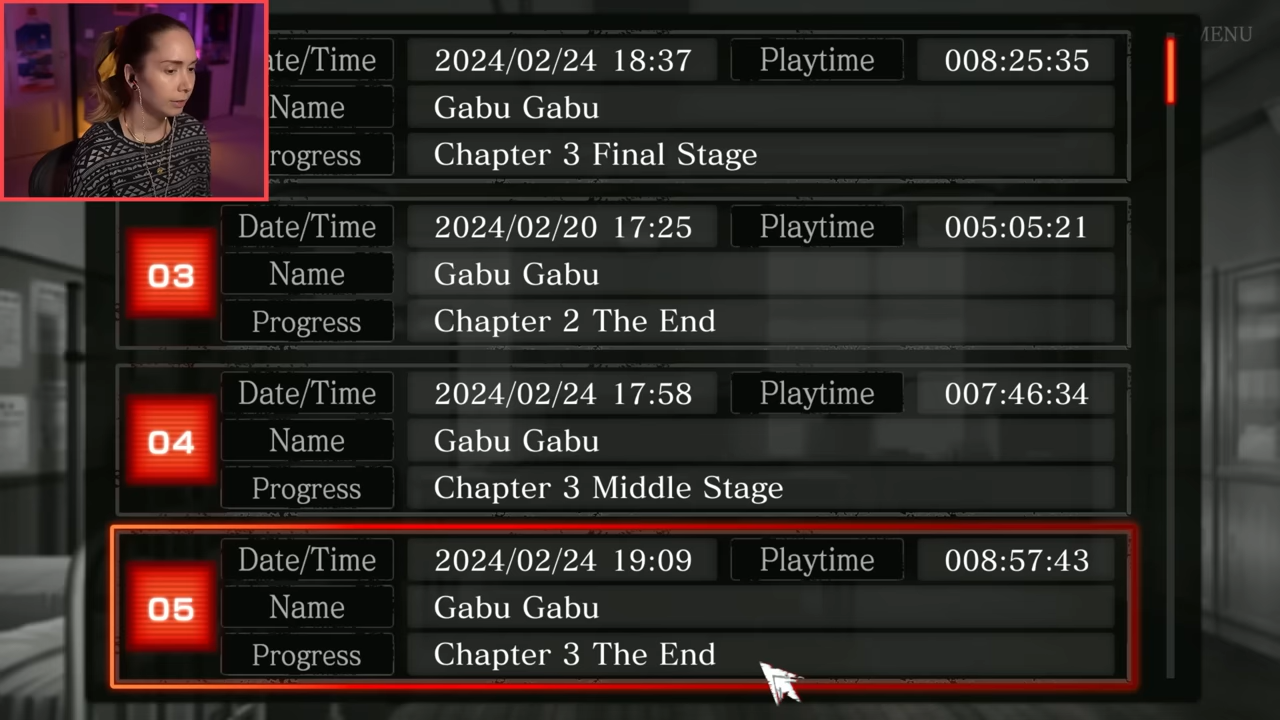 MENU
ate/Time 2024/02/24 18:37 Playtime 008:25:35
Name Gabu Gabu
rogress Chapter 3 Final Stage
03
Date/Time 2024/02/20 17:25 Playtime 005:05:21
Name Gabu Gabu
Progress Chapter 2 The End
04
Date/Time 2024/02/24 17:58 Playtime 007:46:34
Name Gabu Gabu
Progress Chapter 3 Middle Stage
05
Date/Time 2024/02/24 19:09 Playtime 008:57:43
Name Gabu Gabu
Progress Chapter 3 The End